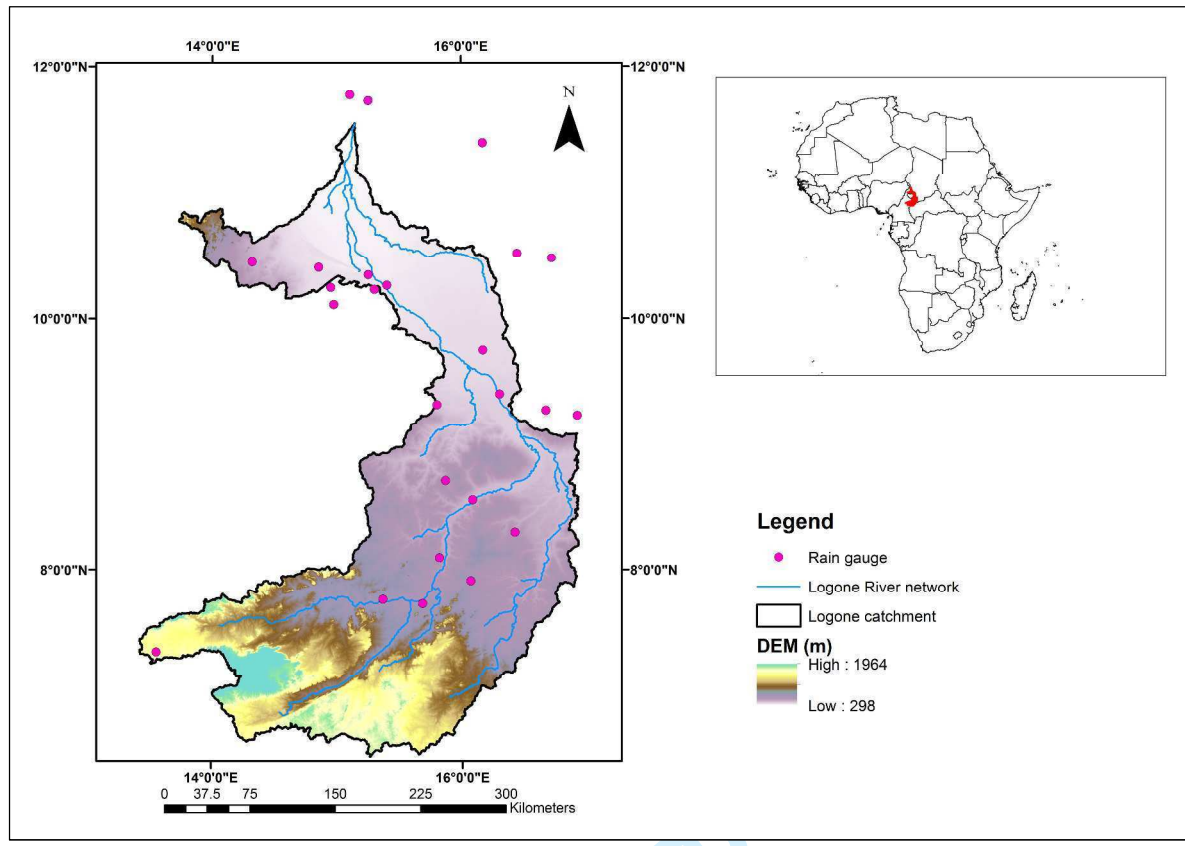 14°0'0"E
16°0'0"E
12°0'0"N
12°0'0"N
N
10°0'0"N
10°0'0"N
8°0'0"N
8°0'0"N
14°0'0"E
16°0'0"E
0 37.5 75 150 225 300
Kilometers
Legend
Rain gauge
Logone River network
Logone catchment
DEM (m)
High : 1964
Low : 298